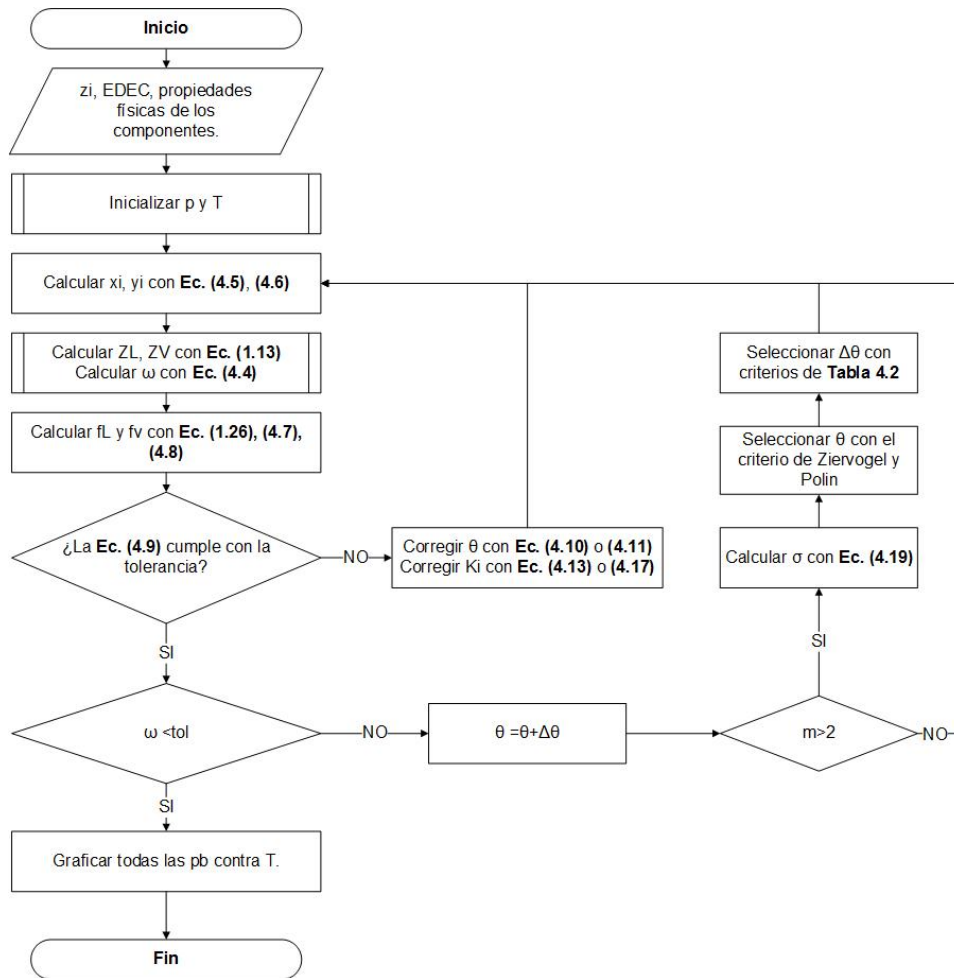 Inicio
zi, EDEC, propiedades
físicas de los
componentes.
Inicializar p y T
Calcular xi, yi con Ec. (4.5), (4.6)
Calcular ZL, ZV con Ec. (1.13)
Calcular ω con Ec. (4.4)
Calcular fL y fv con Ec. (1.26), (4.7),
(4.8)
¿La Ec. (4.9) cumple con la
tolerancia?
NO
Corregir θ con Ec. (4.10) o (4.11)
Corregir Ki con Ec. (4.13) o (4.17)
SI
ω <tol
NO
θ =θ+Δθ
m>2
NO
SI
Calcular σ con Ec. (4.19)
Seleccionar θ con el
criterio de Ziervogel y
Polin
Seleccionar Δθ con
criterios de Tabla 4.2
SI
Graficar todas las pb contra T.
Fin